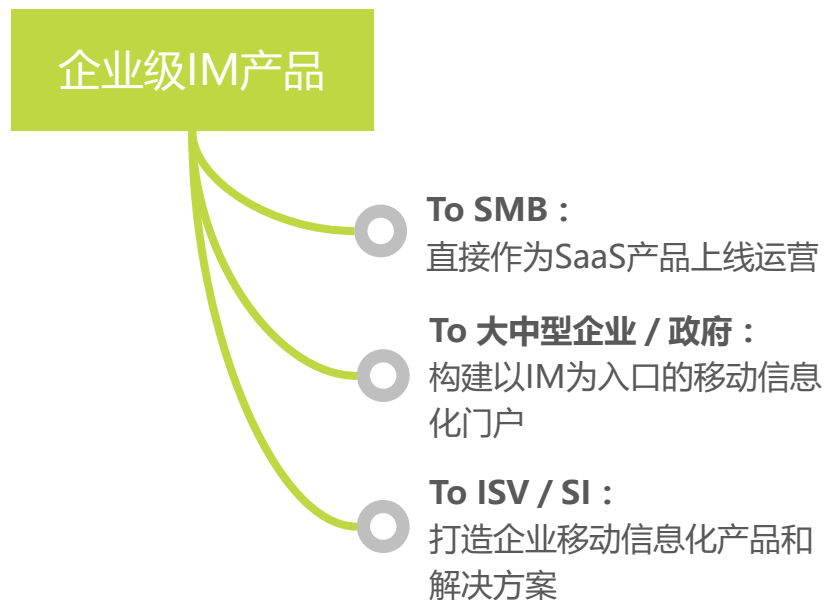 企业级IM产品
To SMB：
直接作为SaaS产品上线运营
To 大中型企业 / 政府：
构建以IM为入口的移动信息
化门户
To ISV / SI：
打造企业移动信息化产品和
解决方案